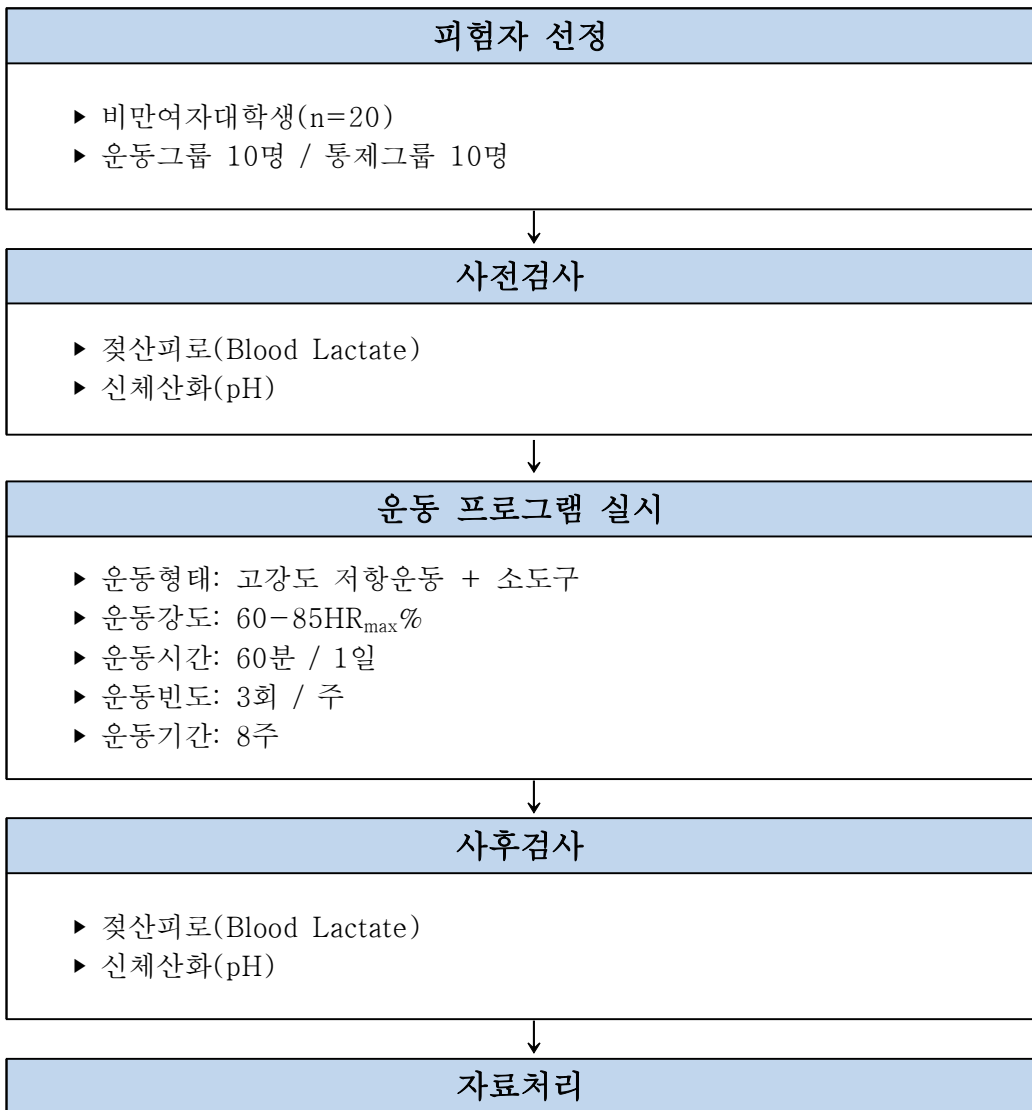 피험자 선정
▶ 비만여자대학생(n=20)
▶ 운동그룹 10명 / 통제그룹 10명
사전검사
▶ 젖산피로(Blood Lactate)
▶ 신체산화(pH)
운동 프로그램 실시
▶ 운동형태: 고강도 저항운동 + 소도구
▶ 운동강도: 60-85HRmax%
▶ 운동시간: 60분 / 1일
▶ 운동빈도: 3회 / 주
▶ 운동기간: 8주
사후검사
▶ 젖산피로(Blood Lactate)
▶ 신체산화(pH)
자료처리